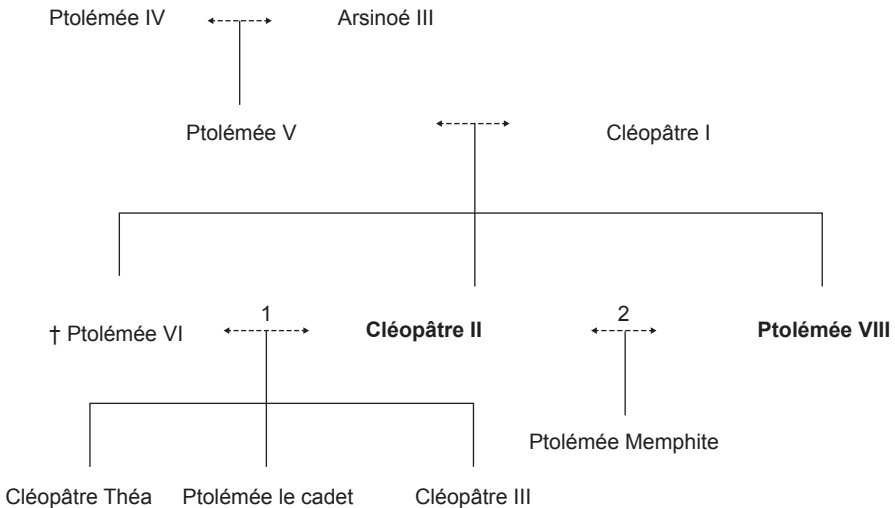 Ptolémée IV Arsinoé III
Ptolémée V Cléopâtre I
1 2
† Ptolémée VI Cléopâtre II Ptolémée VIII
Ptolémée Memphite
Cléopâtre Théa Ptolémée le cadet Cléopâtre III